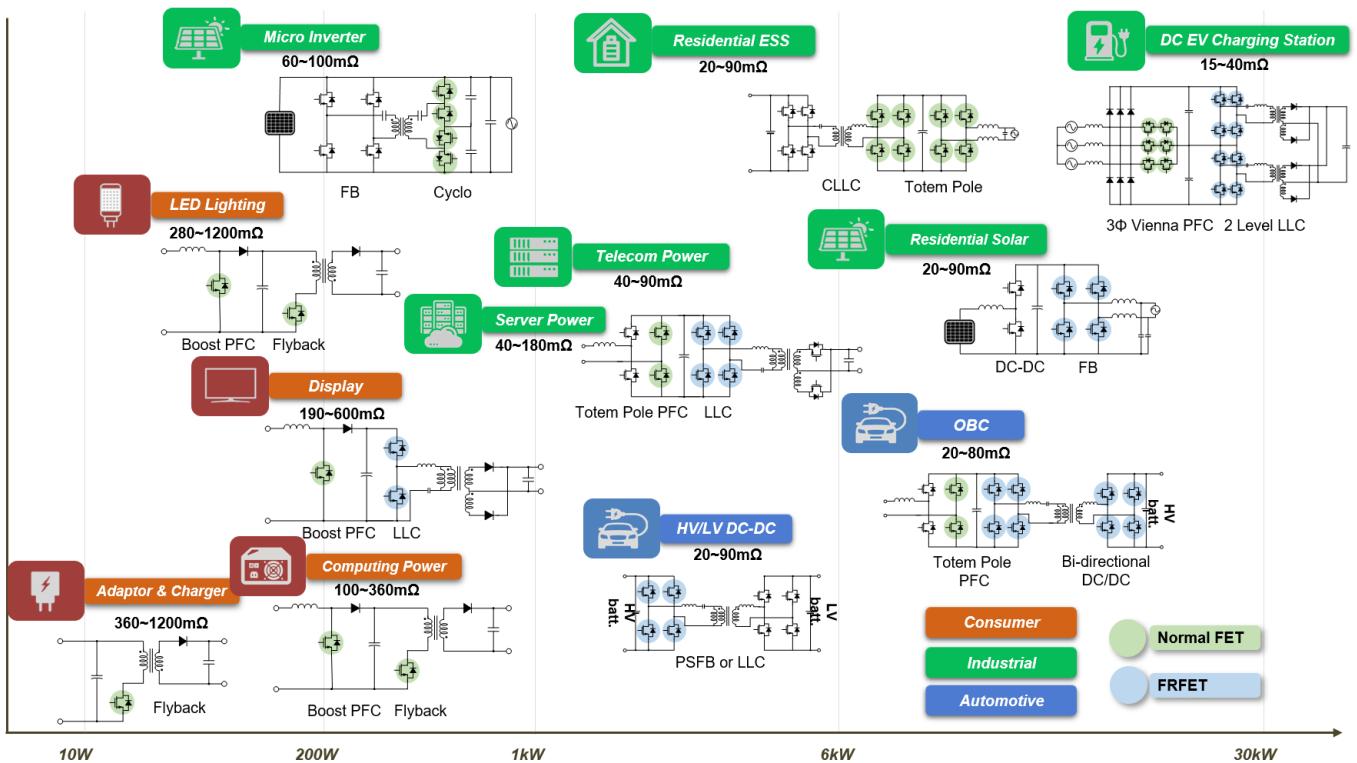 Micro Inverter
60~100mΩ
FB
Cyclo
Residential ESS
20~90mΩ
CLLC
Totem Pole
DC EV Charging Station
15~40mΩ
3Φ Vienna PFC
2 Level LLC
LED Lighting
280~1200mΩ
Boost PFC
Flyback
Telecom Power
40~90mΩ
Server Power
40~180mΩ
Totem Pole PFC
LLC
Residential Solar
20~90mΩ
DC-DC
FB
Display
190~600mΩ
Boost PFC
LLC
OBC
20~80mΩ
Totem Pole
PFC
Bi-directional
DC/DC
HV
batt.
HV/LV DC-DC
20~90mΩ
HV
batt.
LV
batt.
PSFB or LLC
Adaptor & Charger
360~1200mΩ
Flyback
Computing Power
100~360mΩ
Boost PFC
Flyback
Consumer
Industrial
Automotive
Normal FET
FRFET
10W
200W
1kW
6kW
30kW